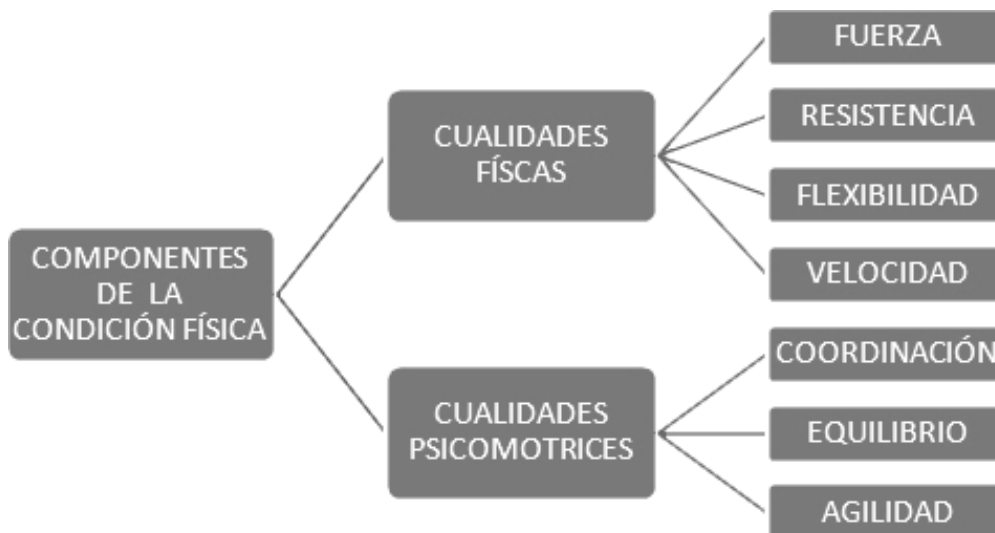 COMPONENTES
DE LA
CONDICIÓN FÍSICA
CUALIDADES
FÍSCAS
FUERZA
RESISTENCIA
FLEXIBILIDAD
VELOCIDAD
CUALIDADES
PSICOMOTRICES
COORDINACIÓN
EQUILIBRIO
AGILIDAD